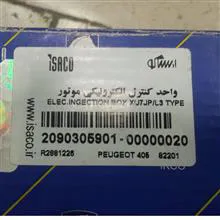 ISACO
ایساکو
واحد کنترل الکترونیکی موتور
ELEC.INJECTION BOX XU7JP/L3 TYPE
2090305901-00000020
R2691226
PEUGEOT 405
82201
www.isaco.ir